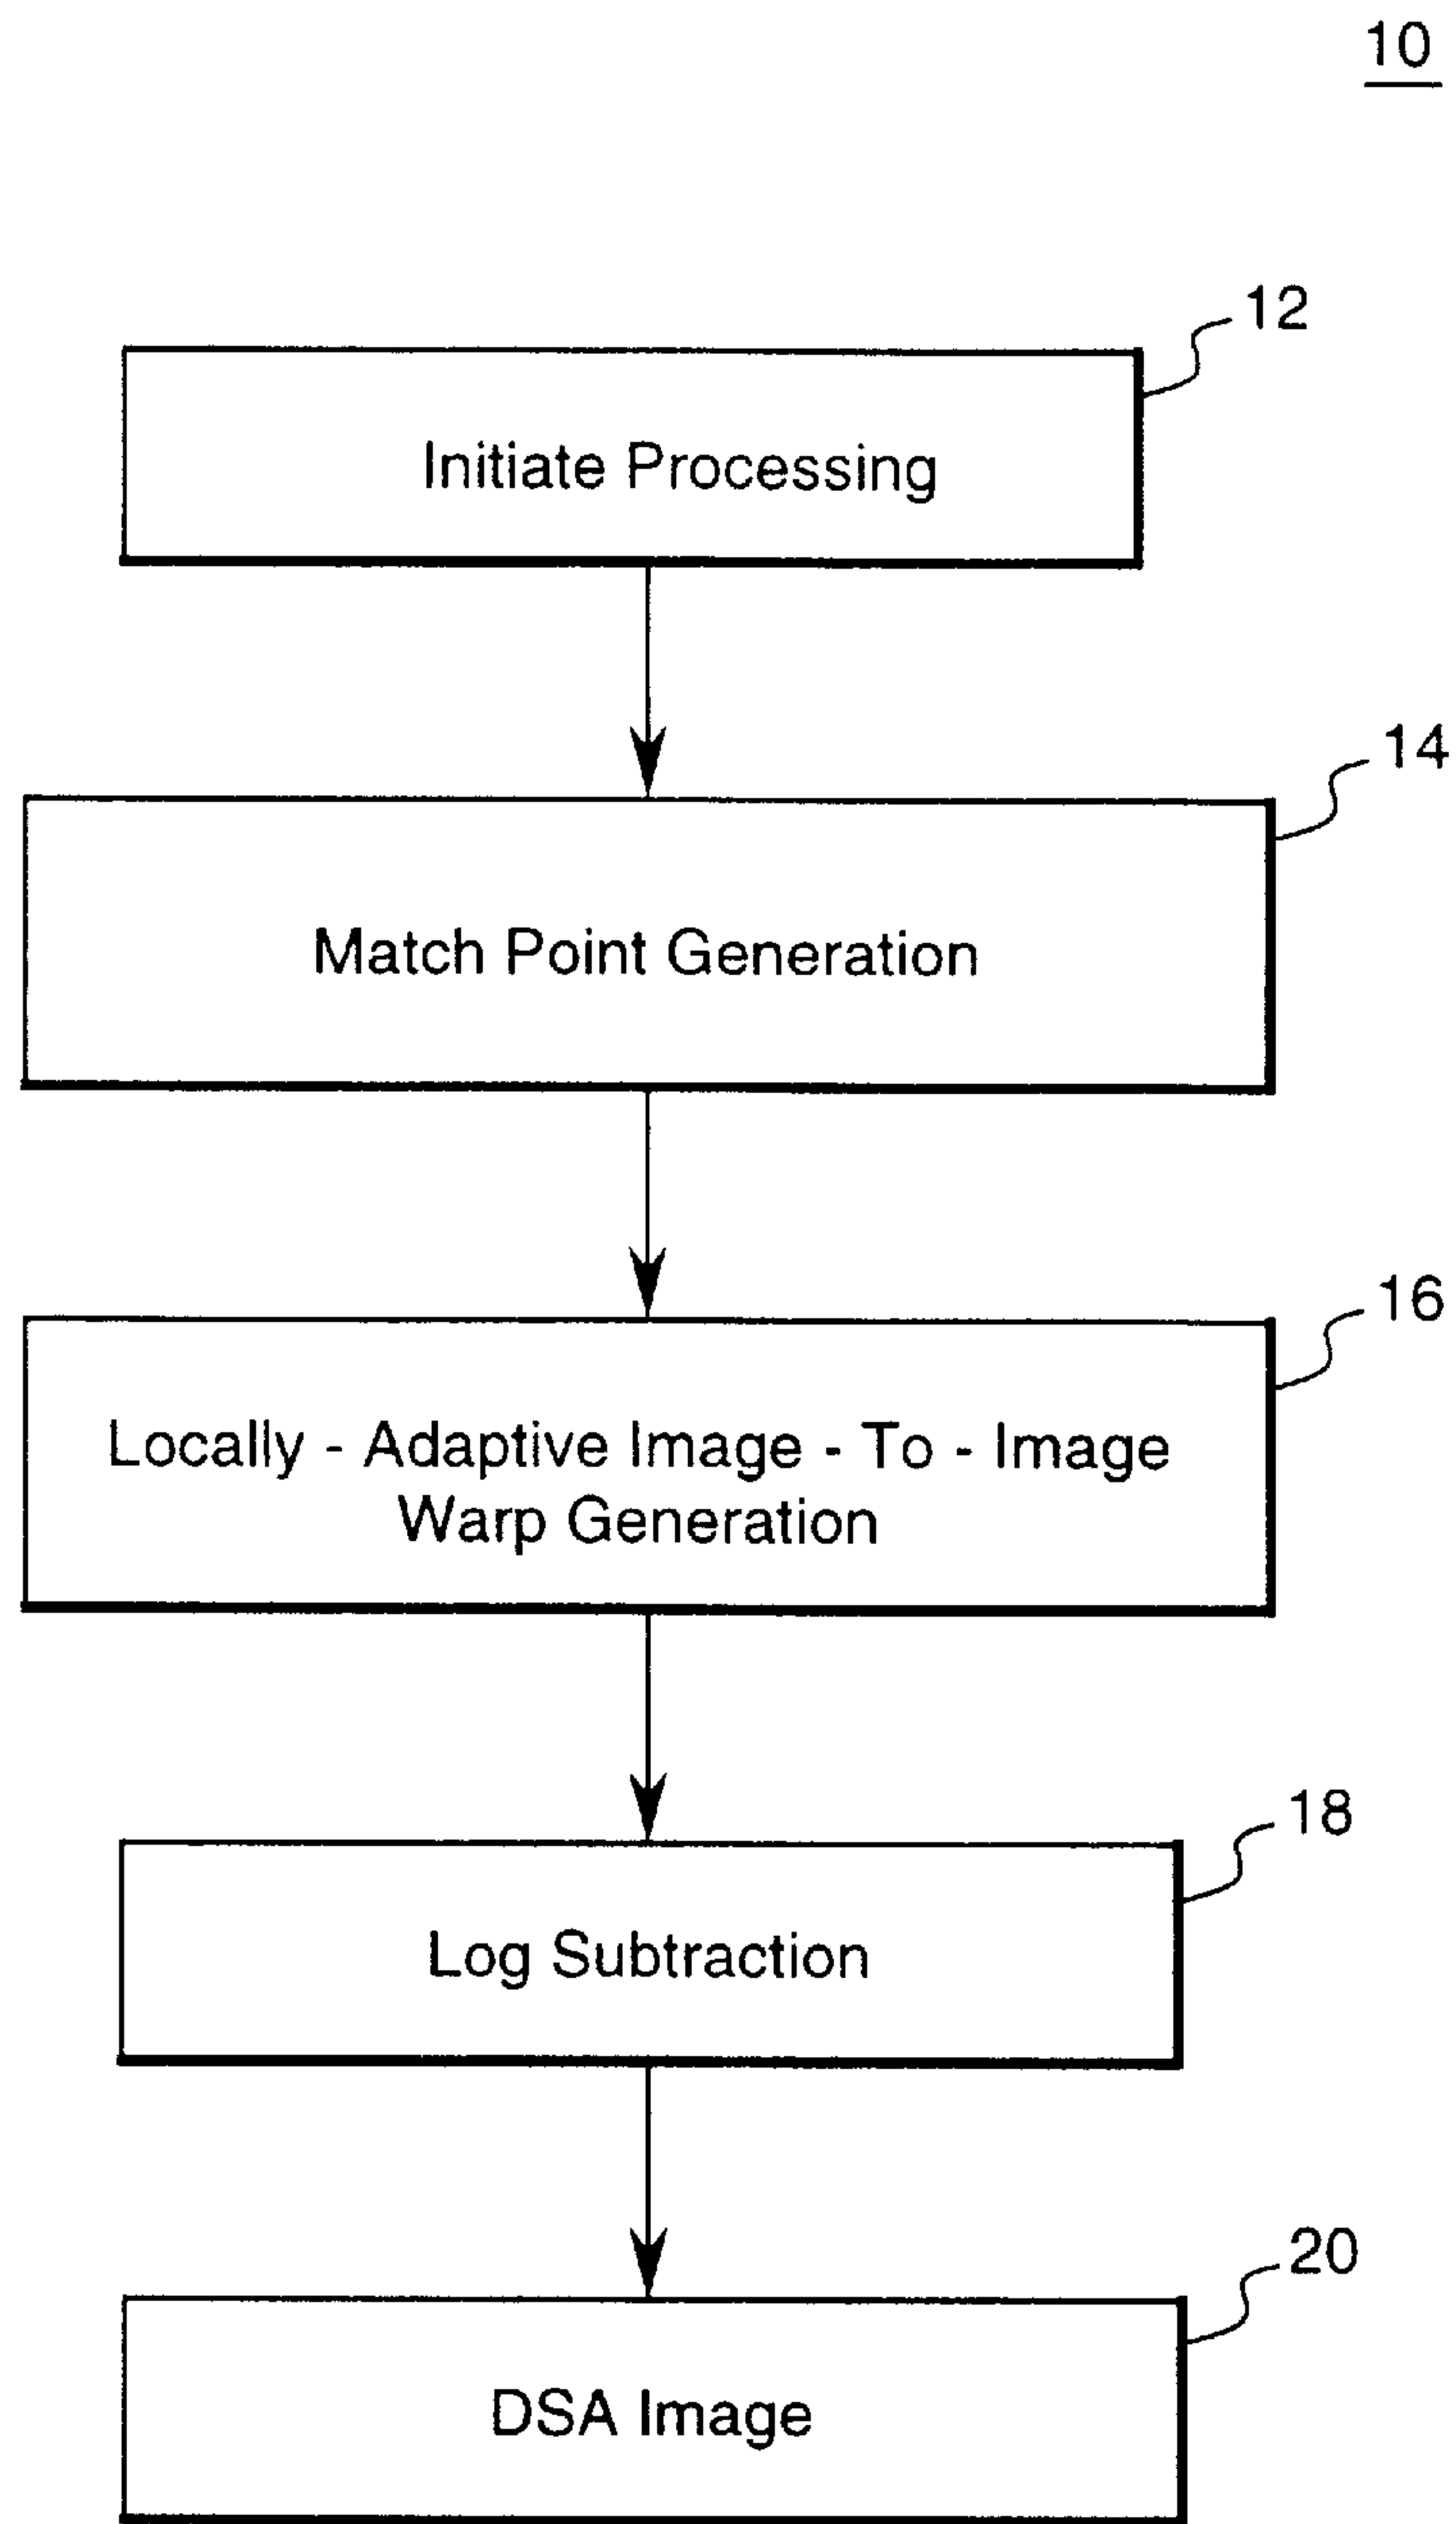 10
12
Initiate Processing
14
Match Point Generation
16
Locally - Adaptive Image - To - Image
Warp Generation
18
Log Subtraction
20
DSA Image